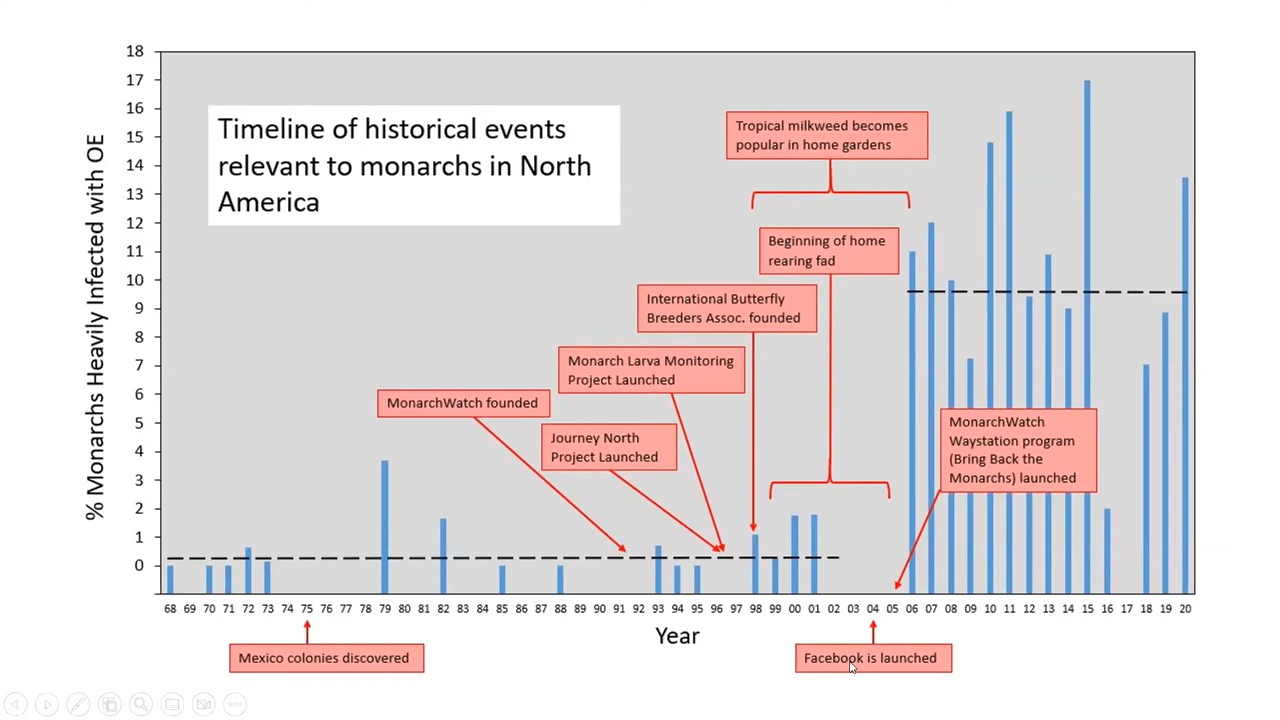 Timeline of historical events
relevant to monarchs in North
America
% Monarchs Heavily Infected with OE
18
17
16
15
14
13
12
11
10
9
8
7
6
5
4
3
2
1
0
Tropical milkweed becomes
popular in home gardens
Beginning of home
rearing fad
International Butterfly
Breeders Assoc. founded
Monarch Larva Monitoring
Project Launched
MonarchWatch founded
Journey North
Project Launched
MonarchWatch
Waystation program
(Bring Back the
Monarchs) launched
68 69 70 71 72 73 74 75 76 77 78 79 80 81 82 83 84 85 86 87 88 89 90 91 92 93 94 95 96 97 98 99 00 01 02 03 04 05 06 07 08 09 10 11 12 13 14 15 16 17 18 19 20
Year
Mexico colonies discovered
Facebook is launched